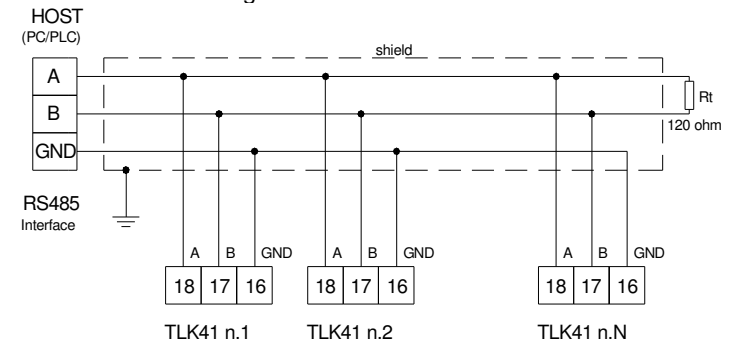 HOST
(PC/PLC)
shield
A
B
GND
Rt
120 ohm
RS485
Interface
A B GND A B GND A B GND
18 17 16 18 17 16 18 17 16
TLK41 n.1 TLK41 n.2 TLK41 n.N